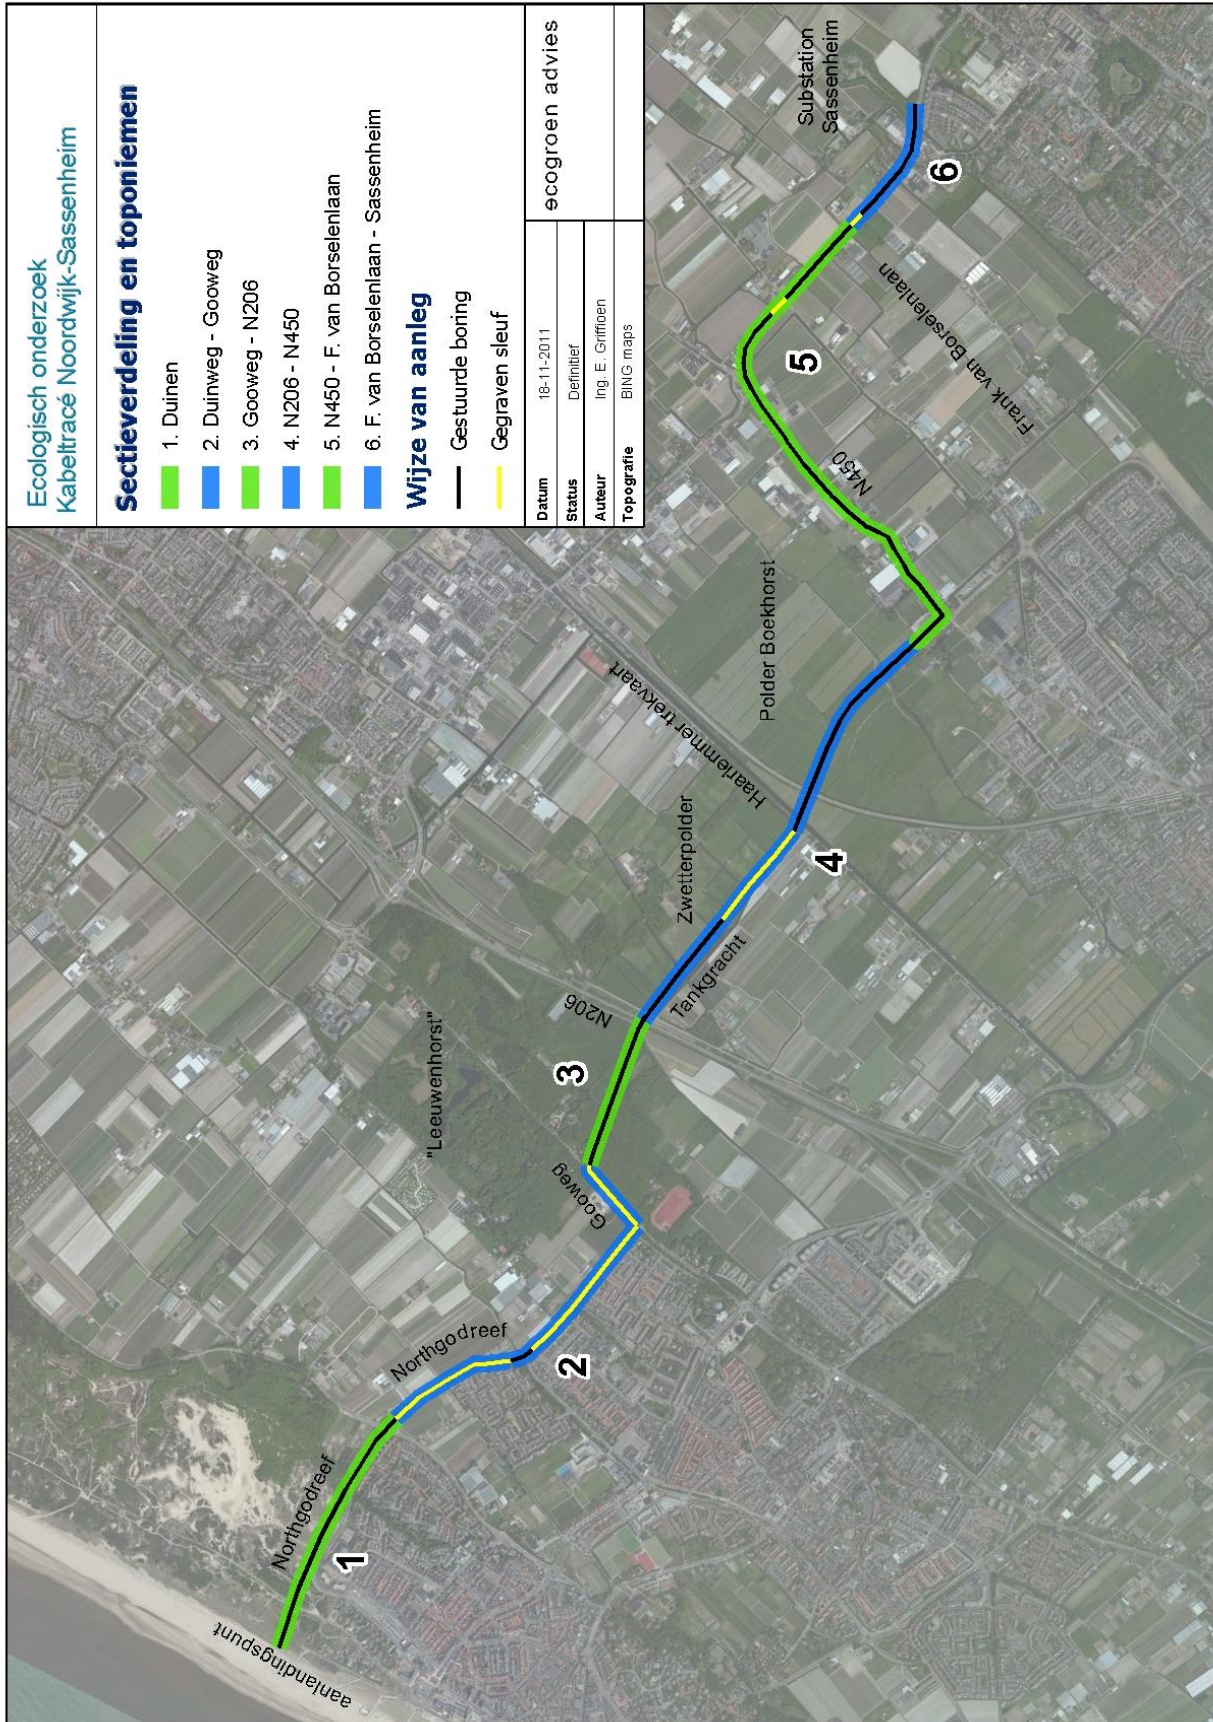 Ecologisch onderzoek
Kabeltracé Noordwijk-Sassenheim
Sectieverdeling en toponiemen
1. Duinen
2. Duinweg - Gooweg
3. Gooweg - N206
4. N206 - N450
5. N450 - F. van Borselenlaan
6. F. van Borselenlaan - Sassenheim
Wijze van aanleg
Gestuurde boring
Gegraven sleuf
Datum 18-11-2011
Status Definitief
Auteur Ing. E. Griffioen
Topografie BING maps
ecogroen advies
aanlandingspunt
Northgodreef
1
Northgodreef
2
Gooweg
"Leeuwenhorst"
3
N206
Tankgracht
Zwetterpolder
4
Haarlemmer trekvaart
Polder Boekhorst
N450
5
Frank van Borselenlaan
6
Substation
Sassenheim